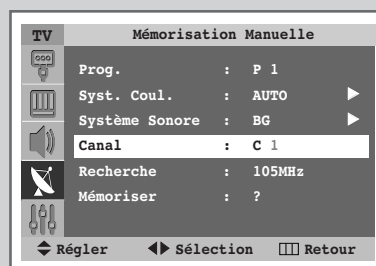 TV Mémorisation Manuelle
Prog. : P 1
Syst. Coul. : AUTO
Système Sonore : BG
Canal : C 1
Recherche : 105MHz
Mémoriser : ?
Régler Sélection Retour